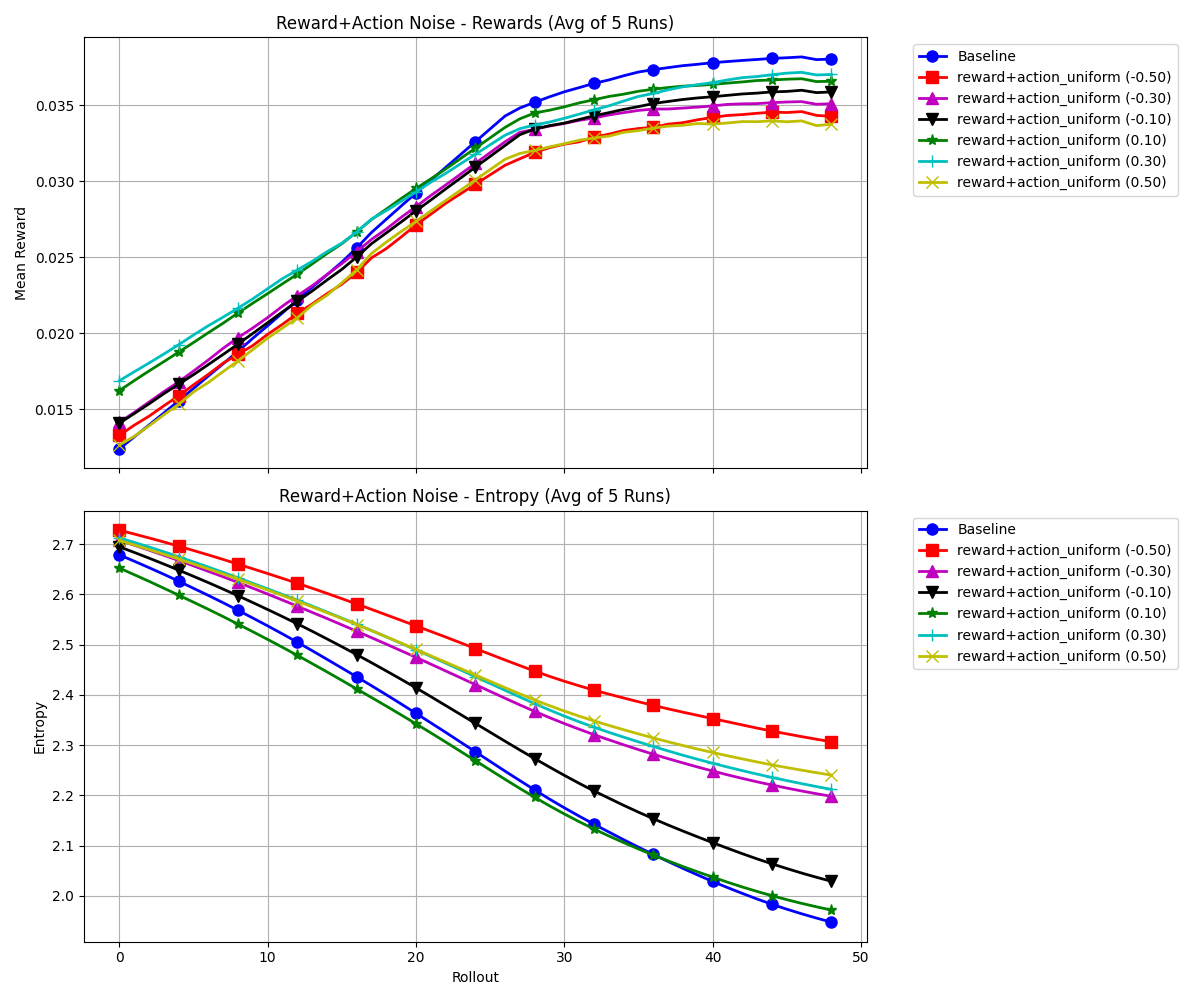 Reward+Action Noise - Rewards (Avg of 5 Runs)
Mean Reward
0.035
0.030
0.025
0.020
0.015
Baseline
reward+action_uniform (-0.50)
reward+action_uniform (-0.30)
reward+action_uniform (-0.10)
reward+action_uniform (0.10)
reward+action_uniform (0.30)
reward+action_uniform (0.50)
Reward+Action Noise - Entropy (Avg of 5 Runs)
Entropy
2.7
2.6
2.5
2.4
2.3
2.2
2.1
2.0
0 10 20 30 40 50
Rollout
Baseline
reward+action_uniform (-0.50)
reward+action_uniform (-0.30)
reward+action_uniform (-0.10)
reward+action_uniform (0.10)
reward+action_uniform (0.30)
reward+action_uniform (0.50)